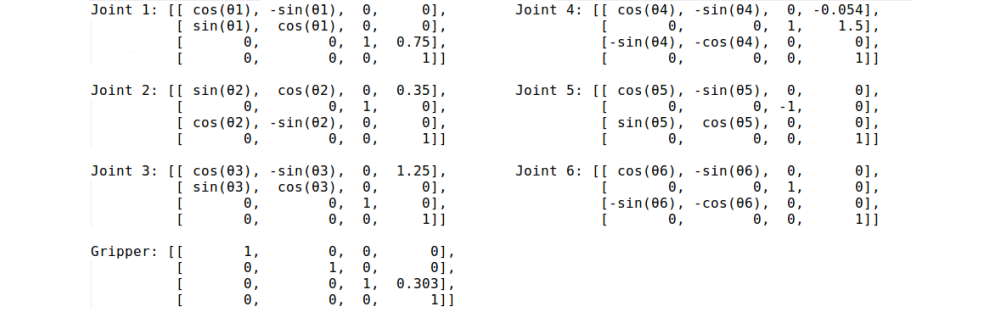 Joint 1: [[ cos(θ1), -sin(θ1),  0,     0],
         [ sin(θ1),  cos(θ1),  0,     0],
         [       0,        0,  1,  0.75],
         [       0,        0,  0,     1]]
Joint 2: [[ sin(θ2),  cos(θ2),  0,  0.35],
         [       0,        0,  1,     0],
         [ cos(θ2), -sin(θ2),  0,     0],
         [       0,        0,  0,     1]]
Joint 3: [[ cos(θ3), -sin(θ3),  0,  1.25],
         [ sin(θ3),  cos(θ3),  0,     0],
         [       0,        0,  1,     0],
         [       0,        0,  0,     1]]
Gripper: [[       1,        0,  0,     0],
         [       0,        1,  0,     0],
         [       0,        0,  1, 0.303],
         [       0,        0,  0,     1]]
Joint 4: [[ cos(θ4), -sin(θ4),  0, -0.054],
         [       0,        0,  1,    1.5],
         [-sin(θ4), -cos(θ4),  0,      0],
         [       0,        0,  0,      1]]
Joint 5: [[ cos(θ5), -sin(θ5),  0,     0],
         [       0,        0, -1,     0],
         [ sin(θ5),  cos(θ5),  0,     0],
         [       0,        0,  0,     1]]
Joint 6: [[ cos(θ6), -sin(θ6),  0,     0],
         [       0,        0,  1,     0],
         [-sin(θ6), -cos(θ6),  0,     0],
         [       0,        0,  0,     1]]